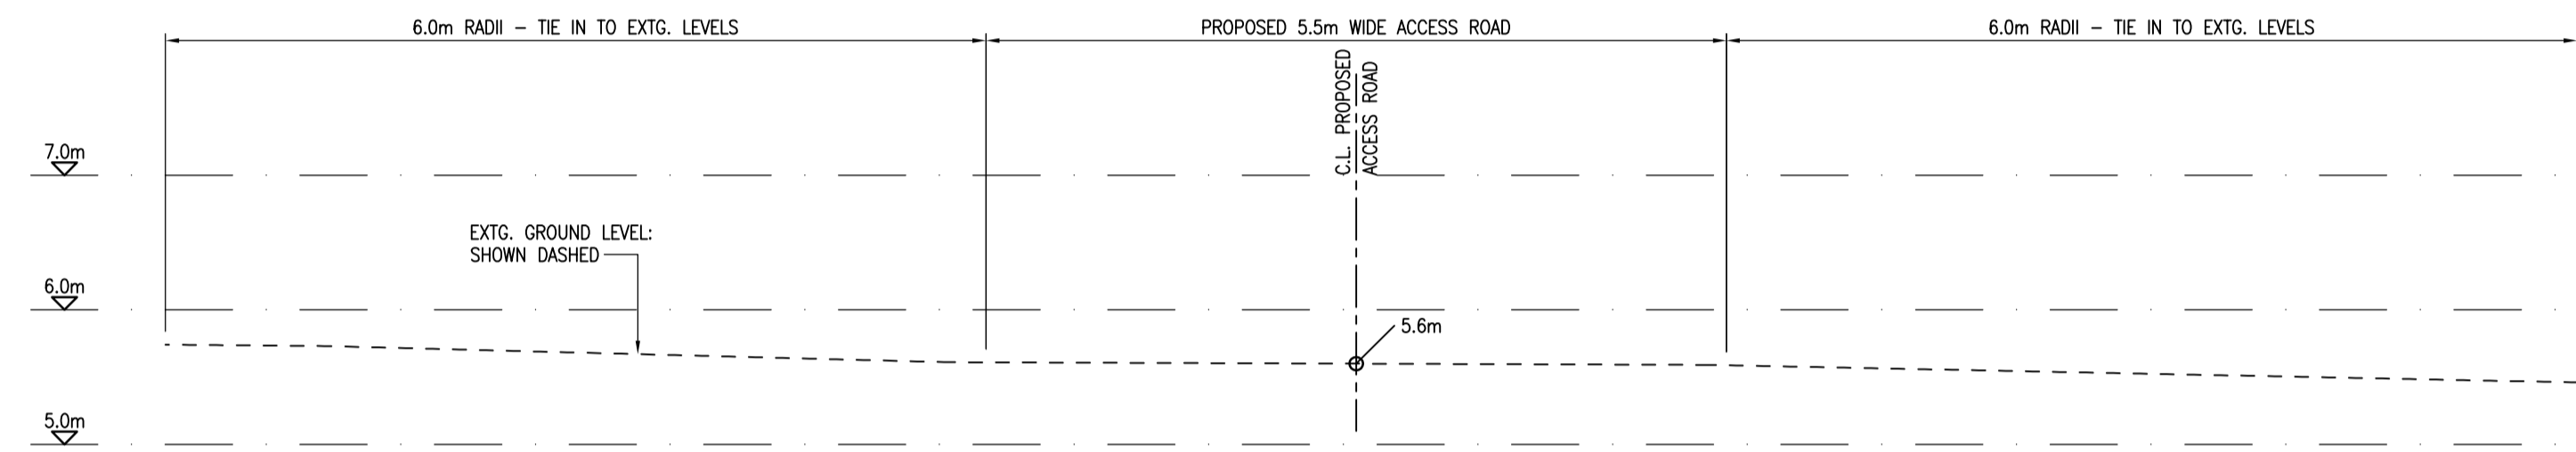 6.0m RADII - TIE IN TO EXTG. LEVELS
PROPOSED 5.5m WIDE ACCESS ROAD
6.0m RADII - TIE IN TO EXTG. LEVELS
C.L. PROPOSED
ACCESS ROAD
7.0m
EXTG. GROUND LEVEL:
SHOWN DASHED
6.0m
5.6m
5.0m